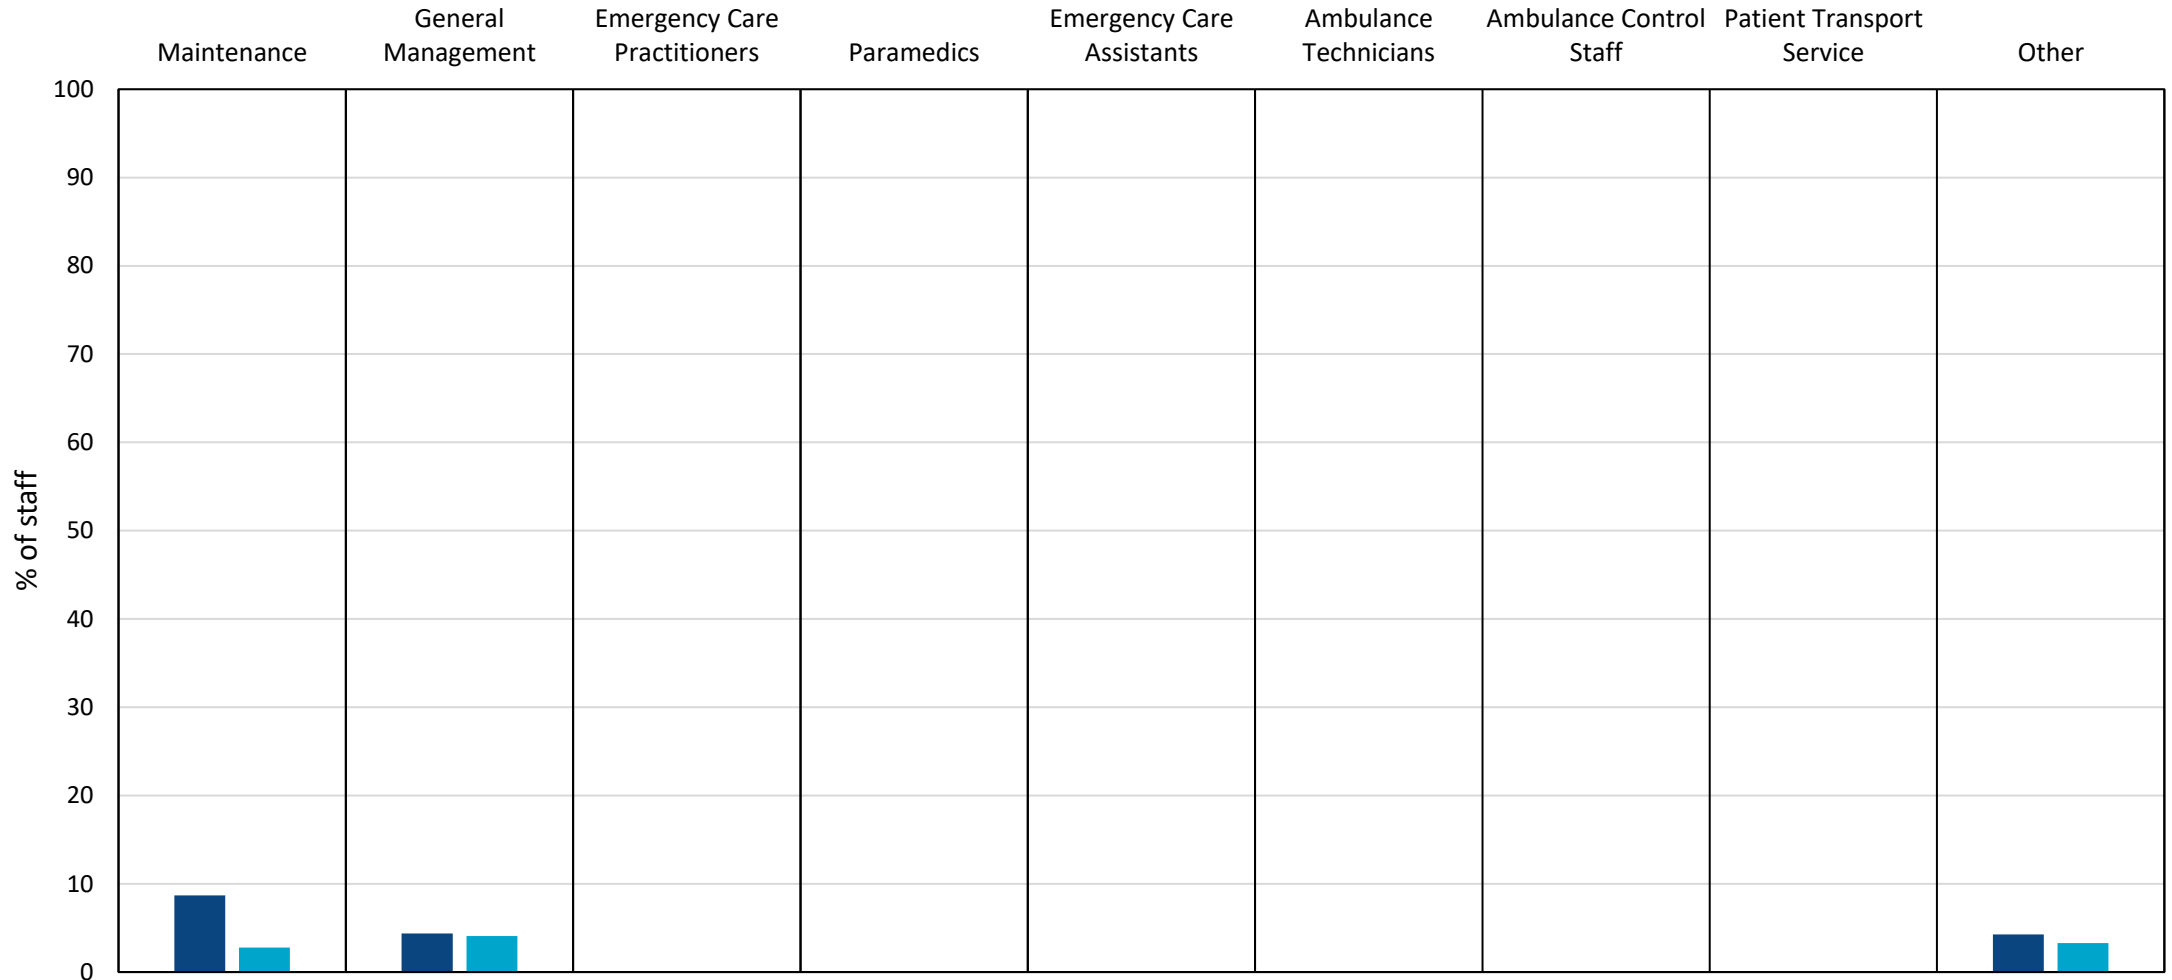 Maintenance
General
Management
Emergency Care
Practitioners
Paramedics
Emergency Care
Assistants
Ambulance
Technicians
Ambulance Control
Staff
Patient Transport
Service
Other
100
90
80
70
60
50
40
30
20
10
0
% of staff